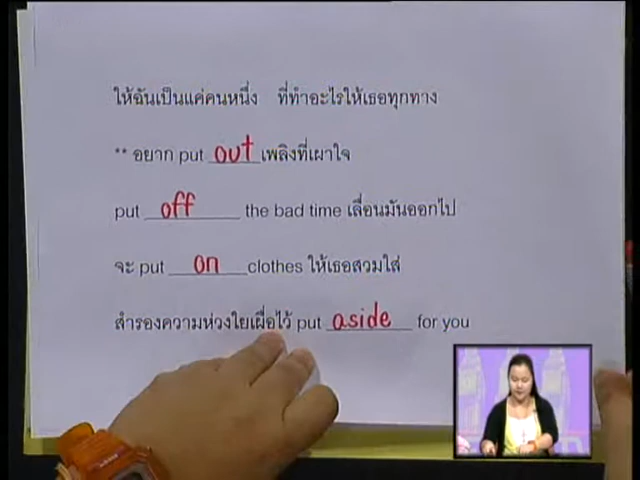 ให้ฉันเป็นแค่คนหนึ่ง ที่ทำอะไรให้เธอทุกทาง
** อยาก put out เพลิงที่เผาใจ
put off the bad time เลื่อนมันออกไป
จะ put on clothes ให้เธอสวมใส่
สำรองความห่วงใยเผื่อไว้ put aside for you